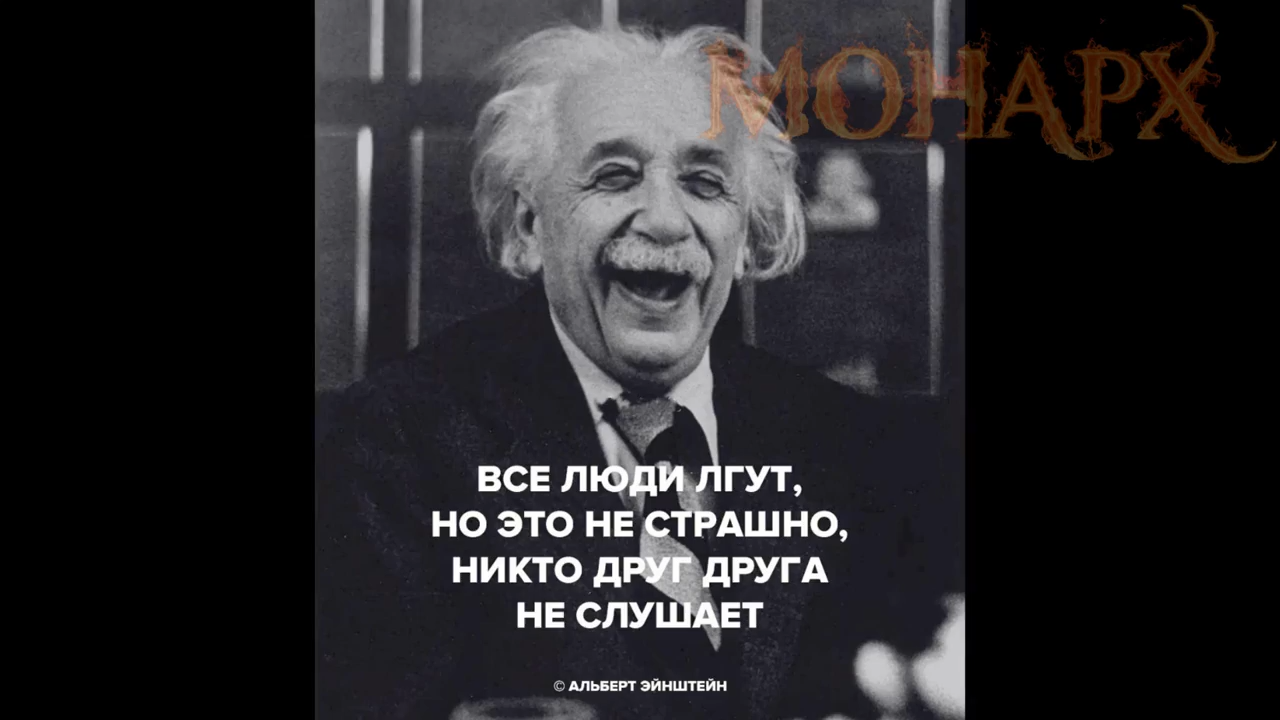 МОНАРХ
ВСЕ ЛЮДИ ЛГУТ,
НО ЭТО НЕ СТРАШНО,
НИКТО ДРУГ ДРУГА
НЕ СЛУШАЕТ
© АЛЬБЕРТ ЭЙНШТЕЙН